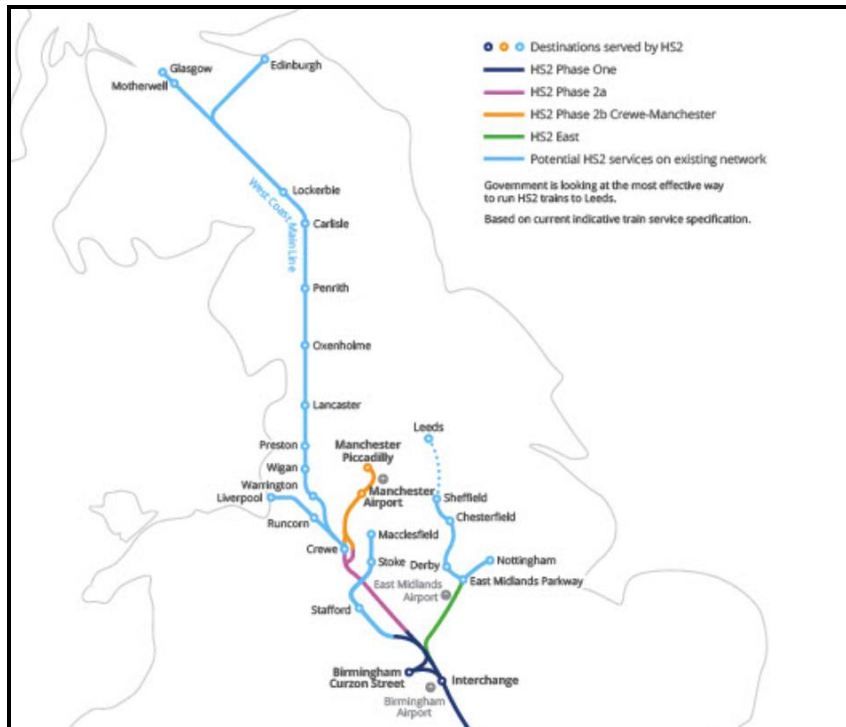 Glasgow
Motherwell
Edinburgh
Destinations served by HS2
HS2 Phase One
HS2 Phase 2a
HS2 Phase 2b Crewe-Manchester
HS2 East
Potential HS2 services on existing network
Government is looking at the most effective way
to run HS2 trains to Leeds.
Based on current indicative train service specification.
Lockerbie
West Coast Main Line
Carlisle
Penrith
Oxenholme
Lancaster
Leeds
Preston
Manchester
Piccadilly
Wigan
Warrington
Liverpool
Manchester
Airport
Sheffield
Runcorn
Chesterfield
Macclesfield
Crewe
Stoke
Derby
Nottingham
East Midlands
Airport
East Midlands Parkway
Stafford
Birmingham
Curzon Street
Interchange
Birmingham
Airport